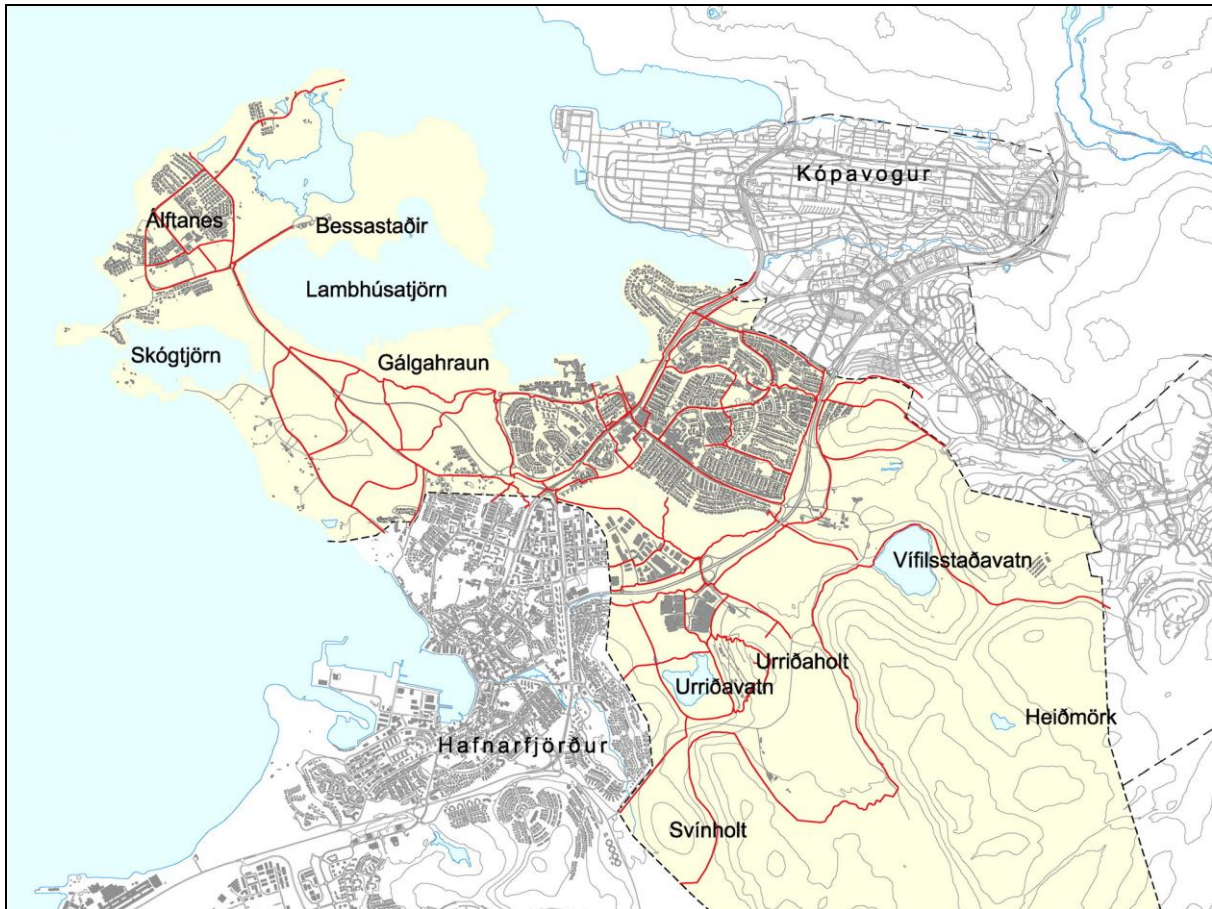 Kópavogur
Álftanes
Bessastaðir
Lambhúsatjörn
Skógtjörn
Gálgahraun
Vífilsstaðavatn
Urriðaholt
Urriðavatn
Heiðmörk
Hafnarfjörður
Svínholt